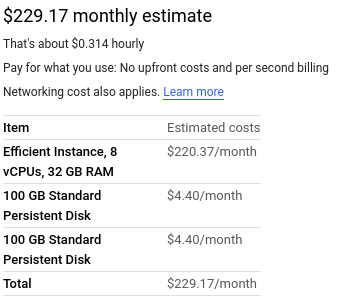 $229.17 monthly estimate
That's about $0.314 hourly
Pay for what you use: No upfront costs and per second billing
Networking cost also applies. Learn more
Item Estimated costs
Efficient Instance, 8 $220.37/month
vCPUs, 32 GB RAM
100 GB Standard $4.40/month
Persistent Disk
100 GB Standard $4.40/month
Persistent Disk
Total $229.17/month